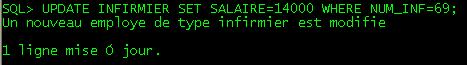 SQL> UPDATE INFIRMIER SET SALAIRE=14000 WHERE NUM_INF=69;
Un nouveau employe de type infirmier est modifie
1 ligne mise Ó jour.